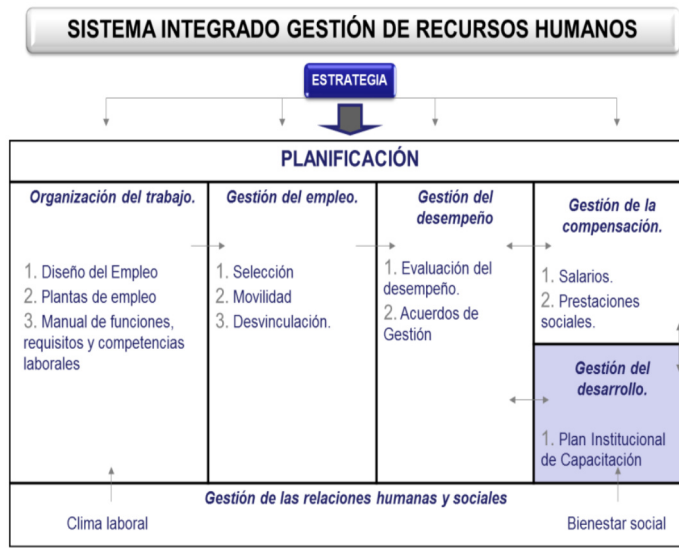 SISTEMA INTEGRADO GESTIÓN DE RECURSOS HUMANOS
ESTRATEGIA
PLANIFICACIÓN
Organización del trabajo.
1. Diseño del Empleo
2. Plantas de empleo
3. Manual de funciones,
requisitos y competencias
laborales
Gestión del empleo.
1. Selección
2. Movilidad
3. Desvinculación.
Gestión del
desempeño
1. Evaluación del
desempeño.
2. Acuerdos de
Gestión
Gestión de la
compensación.
1. Salarios.
2. Prestaciones
sociales.
Gestión del
desarrollo.
1. Plan Institucional
de Capacitación
Gestión de las relaciones humanas y sociales
Clima laboral
Bienestar social